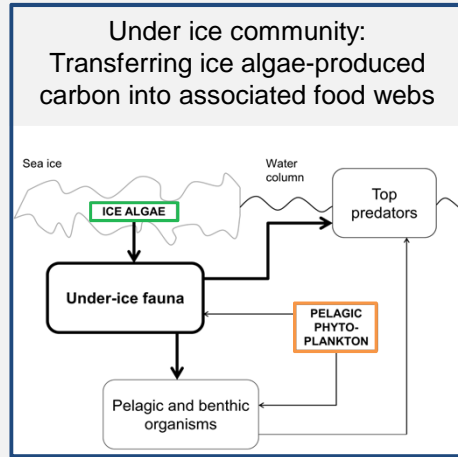 Under ice community:
Transferring ice algae-produced
carbon into associated food webs
Sea ice
Water
column
Top
predators
ICE ALGAE
Under-ice fauna
PELAGIC
PHYTO-
PLANKTON
Pelagic and benthic
organisms